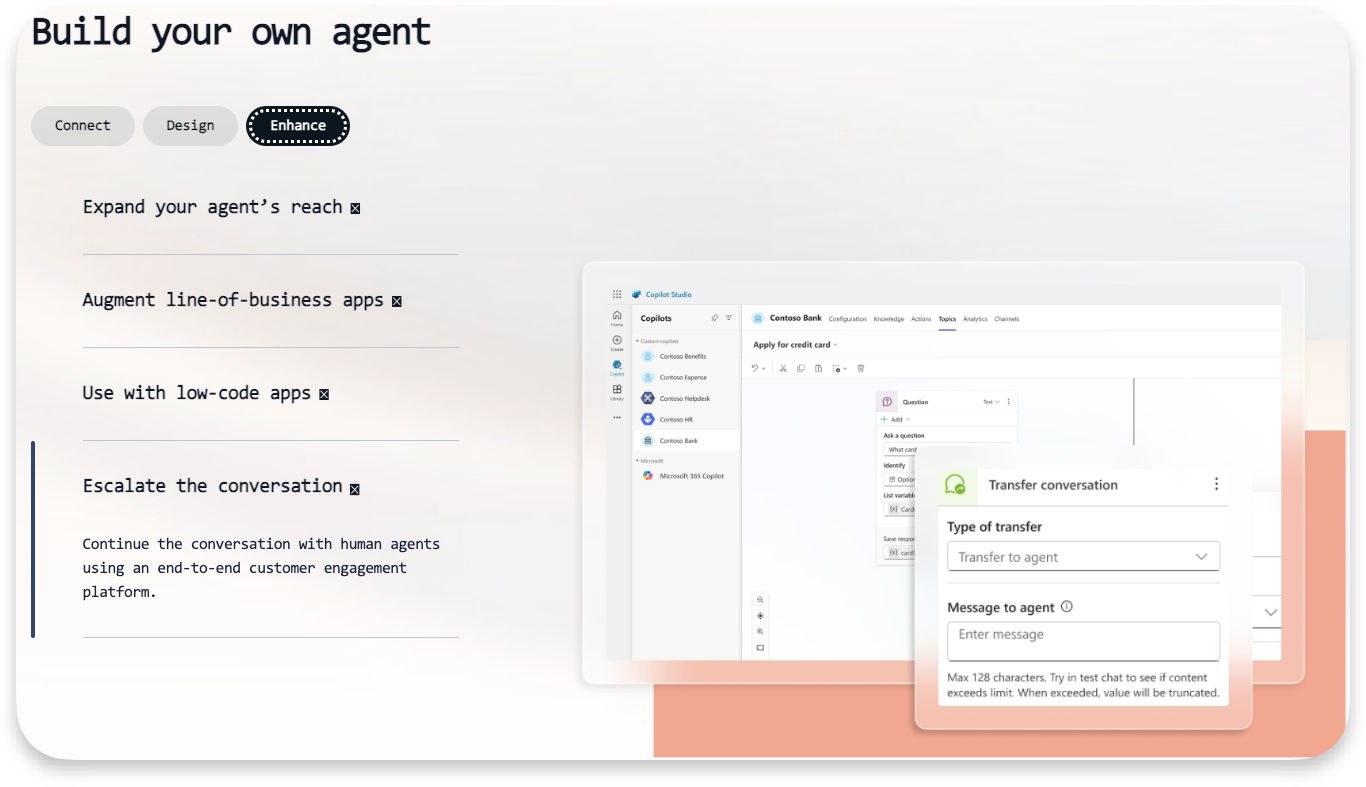 Build your own agent
Connect
Design
Enhance
Expand your agent’s reach
Augment line-of-business apps
Use with low-code apps
Escalate the conversation
Continue the conversation with human agents
using an end-to-end customer engagement
platform.
Copilot Studio
Home
Create
Copilot
Library
Copilots
Custom copilots
Contoso Benefits
Contoso Expense
Contoso Helpdesk
Contoso HR
Contoso Bank
Microsoft
Microsoft 365 Copilot
Contoso Bank Configuration Knowledge Actions Topics Analytics Channels
Apply for credit card
Question Text
Add
Ask a question
What card
Identify
List variable
Transfer conversation
Type of transfer
Transfer to agent
Message to agent
Enter message
Max 128 characters. Try in test chat to see if content
exceeds limit. When exceeded, value will be truncated.